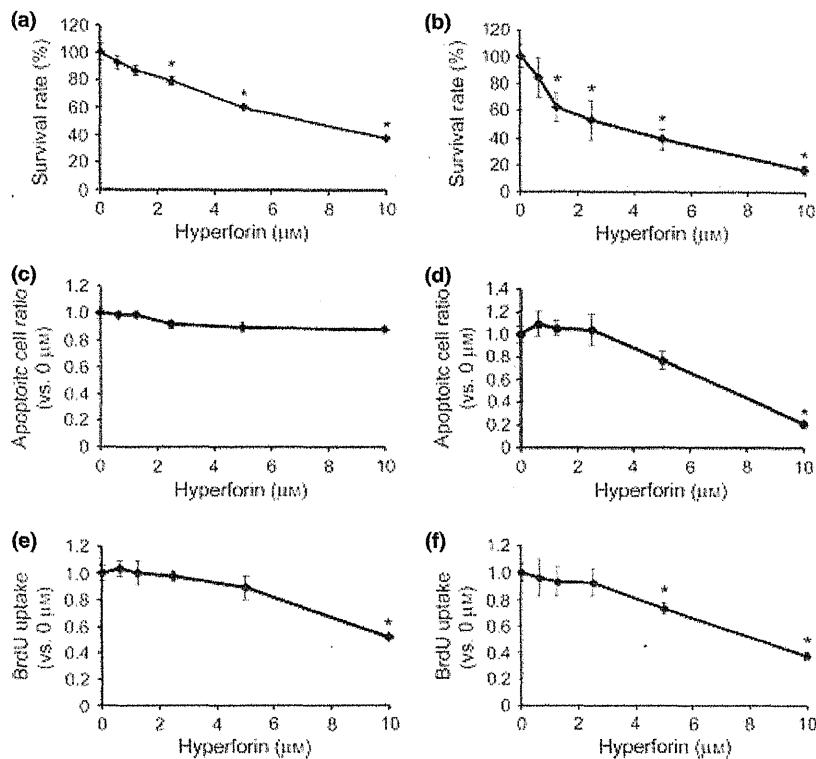 (a)
Survival rate (%)
120
100
80
60
40
20
0
*
*
*
0 2 4 6 8 10
Hyperforin (μM)
(b)
Survival rate (%)
120
100
80
60
40
20
0
*
*
*
*
0 2 4 6 8 10
Hyperforin (μM)
(c)
Apoptoitc cell ratio
(vs. 0 μM)
1.2
1.0
0.8
0.6
0.4
0.2
0
0 2 4 6 8 10
Hyperforin (μM)
(d)
Apoptoitc cell ratio
(vs. 0 μM)
1.4
1.2
1.0
0.8
0.6
0.4
0.2
0
*
0 2 4 6 8 10
Hyperforin (μM)
(e)
BrdU uptake
(vs. 0 μM)
1.2
1.0
0.8
0.6
0.4
0.2
0
*
0 2 4 6 8 10
Hyperforin (μM)
(f)
BrdU uptake
(vs. 0 μM)
1.2
1.0
0.8
0.6
0.4
0.2
0
*
*
0 2 4 6 8 10
Hyperforin (μM)